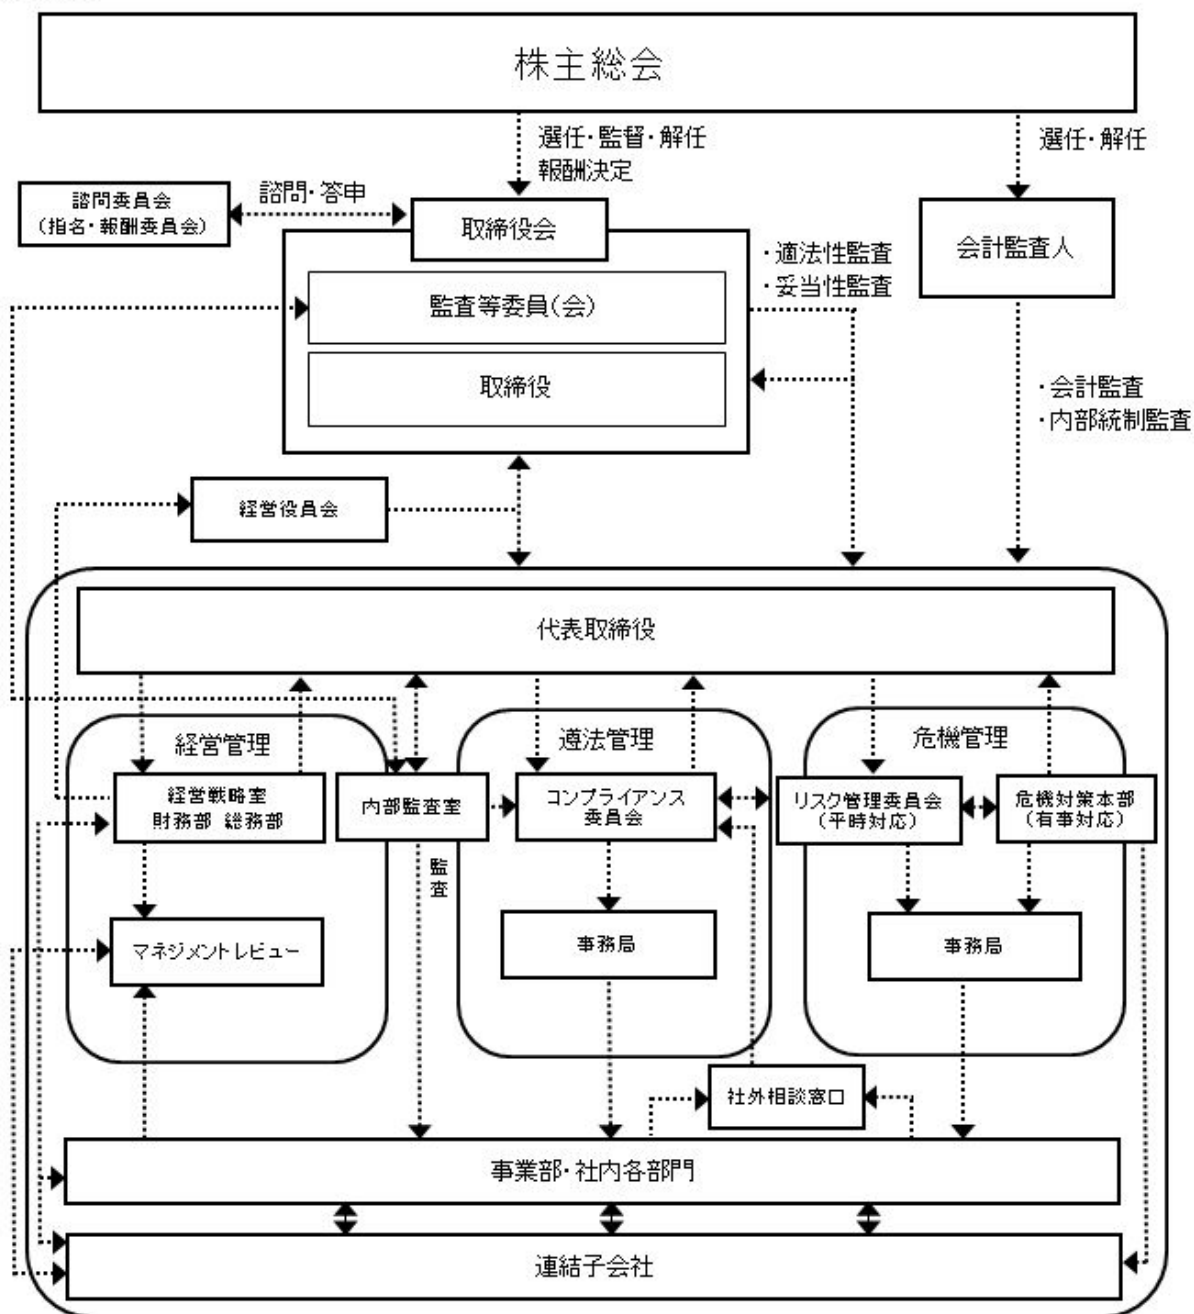 株主総会
選任・監督・解任
報酬決定
選任・解任
諮問委員会
(指名・報酬委員会)
諮問・答申
取締役会
会計監査人
・適法性監査
・妥当性監査
監査等委員(会)
取締役
・会計監査
・内部統制監査
経営役員会
代表取締役
経営管理
遵法管理
危機管理
経営戦略室
財務部 総務部
内部監査室
コンプライアンス
委員会
リスク管理委員会
(平時対応)
危機対策本部
(有事対応)
監査
マネジメントレビュー
事務局
事務局
社外相談窓口
事業部・社内各部門
連結子会社